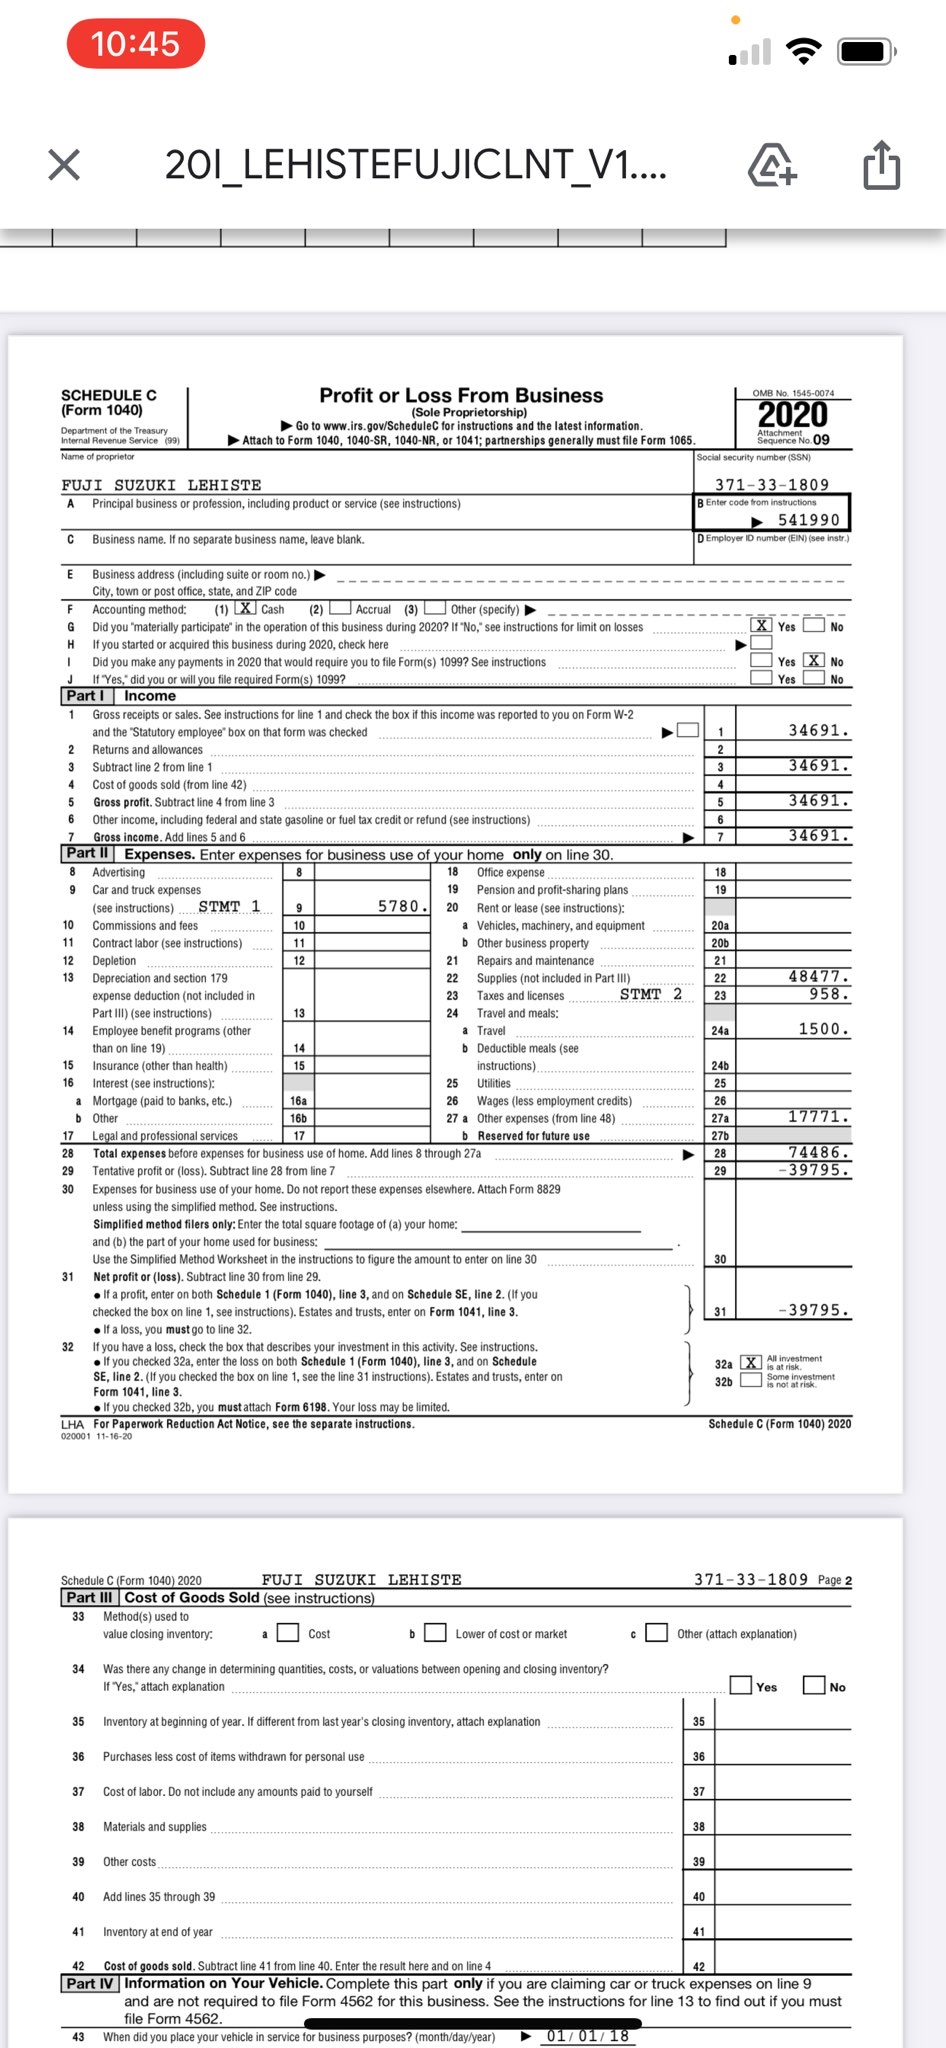 10:45
20I_LEHISTEFUJICLNT_V1....
SCHEDULE C
(Form 1040)
Department of the Treasury
Internal Revenue Service (99)
Profit or Loss From Business
(Sole Proprietorship)
▶ Go to www.irs.gov/ScheduleC for instructions and the latest information.
▶ Attach to Form 1040, 1040-SR, 1040-NR, or 1041; partnerships generally must file Form 1065.
OMB No. 1545-0074
2020
Attachment
Sequence No. 09
Name of proprietor
Social security number (SSN)
FUJI SUZUKI LEHISTE
371-33-1809
A Principal business or profession, including product or service (see instructions)
B Enter code from instructions
▶ 541990
C Business name. If no separate business name, leave blank.
D Employer ID number (EIN) (see instr.)
E Business address (including suite or room no.) ▶
City, town or post office, state, and ZIP code
F Accounting method: (1) X Cash (2) Accrual (3) Other (specify) ▶
G Did you "materially participate" in the operation of this business during 2020? If "No," see instructions for limit on losses X Yes No
H If you started or acquired this business during 2020, check here ▶
I Did you make any payments in 2020 that would require you to file Form(s) 1099? See instructions Yes X No
J If "Yes," did you or will you file required Form(s) 1099? Yes No
Part I Income
1 Gross receipts or sales. See instructions for line 1 and check the box if this income was reported to you on Form W-2
and the "Statutory employee" box on that form was checked ▶ 1 34691.
2 Returns and allowances 2
3 Subtract line 2 from line 1 3 34691.
4 Cost of goods sold (from line 42) 4
5 Gross profit. Subtract line 4 from line 3 5 34691.
6 Other income, including federal and state gasoline or fuel tax credit or refund (see instructions) 6
7 Gross income. Add lines 5 and 6 ▶ 7 34691.
Part II Expenses. Enter expenses for business use of your home only on line 30.
8 Advertising 8
9 Car and truck expenses
(see instructions) STMT 1 9 5780.
10 Commissions and fees 10
11 Contract labor (see instructions) 11
12 Depletion 12
13 Depreciation and section 179
expense deduction (not included in
Part III) (see instructions) 13
14 Employee benefit programs (other
than on line 19) 14
15 Insurance (other than health) 15
16 Interest (see instructions):
a Mortgage (paid to banks, etc.) 16a
b Other 16b
17 Legal and professional services 17
18 Office expense 18
19 Pension and profit-sharing plans 19
20 Rent or lease (see instructions):
a Vehicles, machinery, and equipment 20a
b Other business property 20b
21 Repairs and maintenance 21
22 Supplies (not included in Part III) 22 48477.
23 Taxes and licenses STMT 2 23 958.
24 Travel and meals:
a Travel 24a 1500.
b Deductible meals (see
instructions) 24b
25 Utilities 25
26 Wages (less employment credits) 26
27 a Other expenses (from line 48) 27a 17771.
b Reserved for future use 27b
28 Total expenses before expenses for business use of home. Add lines 8 through 27a ▶ 28 74486.
29 Tentative profit or (loss). Subtract line 28 from line 7 29 -39795.
30 Expenses for business use of your home. Do not report these expenses elsewhere. Attach Form 8829
unless using the simplified method. See instructions.
Simplified method filers only: Enter the total square footage of (a) your home:
and (b) the part of your home used for business: .
Use the Simplified Method Worksheet in the instructions to figure the amount to enter on line 30 30
31 Net profit or (loss). Subtract line 30 from line 29.
● If a profit, enter on both Schedule 1 (Form 1040), line 3, and on Schedule SE, line 2. (If you
checked the box on line 1, see instructions). Estates and trusts, enter on Form 1041, line 3. 31 -39795.
● If a loss, you must go to line 32.
32 If you have a loss, check the box that describes your investment in this activity. See instructions.
● If you checked 32a, enter the loss on both Schedule 1 (Form 1040), line 3, and on Schedule
SE, line 2. (If you checked the box on line 1, see the line 31 instructions). Estates and trusts, enter on
Form 1041, line 3.
● If you checked 32b, you must attach Form 6198. Your loss may be limited.
32a X All investment
is at risk.
32b Some investment
is not at risk.
LHA For Paperwork Reduction Act Notice, see the separate instructions. Schedule C (Form 1040) 2020
020001 11-16-20
Schedule C (Form 1040) 2020 FUJI SUZUKI LEHISTE 371-33-1809 Page 2
Part III Cost of Goods Sold (see instructions)
33 Method(s) used to
value closing inventory: a Cost b Lower of cost or market c Other (attach explanation)
34 Was there any change in determining quantities, costs, or valuations between opening and closing inventory?
If "Yes," attach explanation Yes No
35 Inventory at beginning of year. If different from last year's closing inventory, attach explanation 35
36 Purchases less cost of items withdrawn for personal use 36
37 Cost of labor. Do not include any amounts paid to yourself 37
38 Materials and supplies 38
39 Other costs 39
40 Add lines 35 through 39 40
41 Inventory at end of year 41
42 Cost of goods sold. Subtract line 41 from line 40. Enter the result here and on line 4 42
Part IV Information on Your Vehicle. Complete this part only if you are claiming car or truck expenses on line 9
and are not required to file Form 4562 for this business. See the instructions for line 13 to find out if you must
file Form 4562.
43 When did you place your vehicle in service for business purposes? (month/day/year) ▶ 01/ 01/ 18